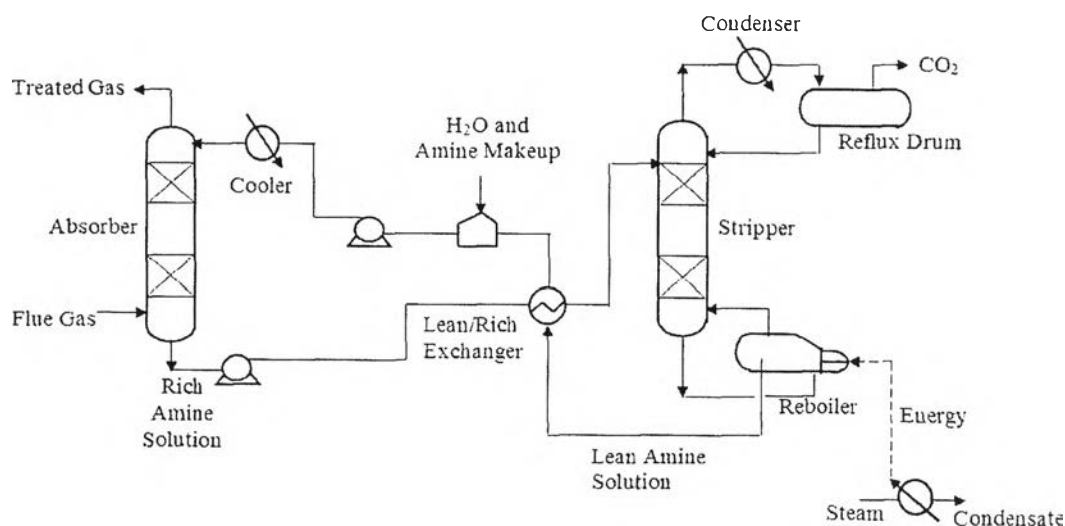 Condenser
Treated Gas
CO₂
H₂O and
Amine Makeup
Reflux Drum
Cooler
Absorber
Stripper
Flue Gas
Lean/Rich
Exchanger
Rich
Amine
Solution
Reboiler
Energy
Lean Amine
Solution
Steam
Condensate